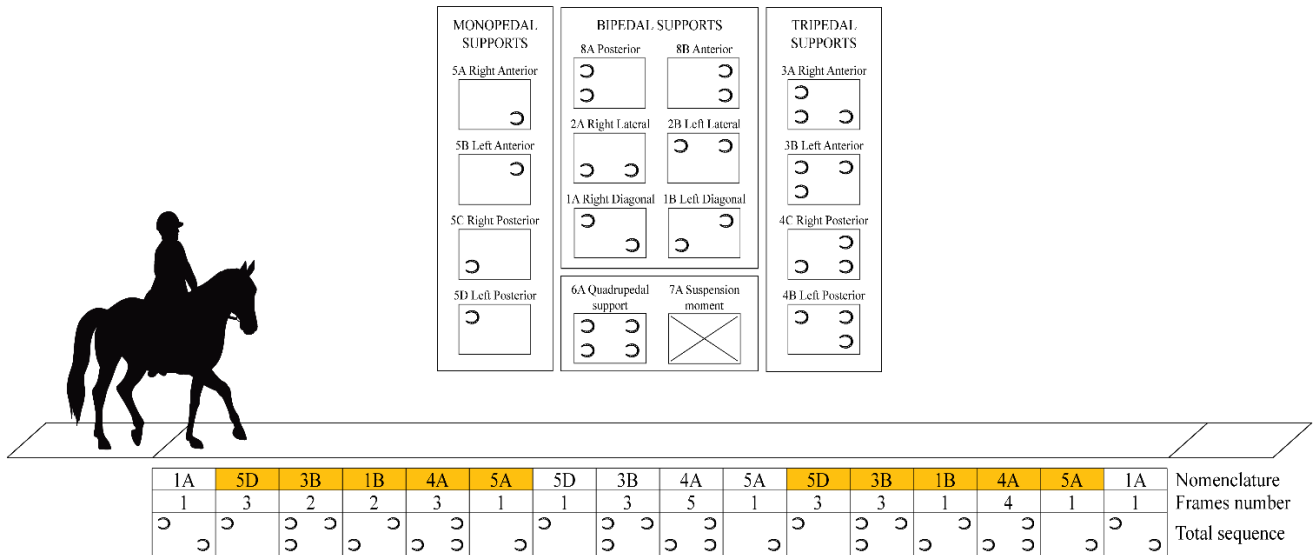 MONOPEDAL
SUPPORTS
5A Right Anterior
5B Left Anterior
5C Right Posterior
5D Left Posterior
BIPEDAL SUPPORTS
8A Posterior
8B Anterior
2A Right Lateral
2B Left Lateral
1A Right Diagonal
1B Left Diagonal
6A Quadrupedal
support
7A Suspension
moment
TRIPEDAL
SUPPORTS
3A Right Anterior
3B Left Anterior
4C Right Posterior
4B Left Posterior
1A 5D 3B 1B 4A 5A 5D 3B 4A 5A 5D 3B 1B 4A 5A 1A Nomenclature
1 3 2 2 3 1 1 3 5 1 3 3 1 4 1 1 Frames number
Total sequence